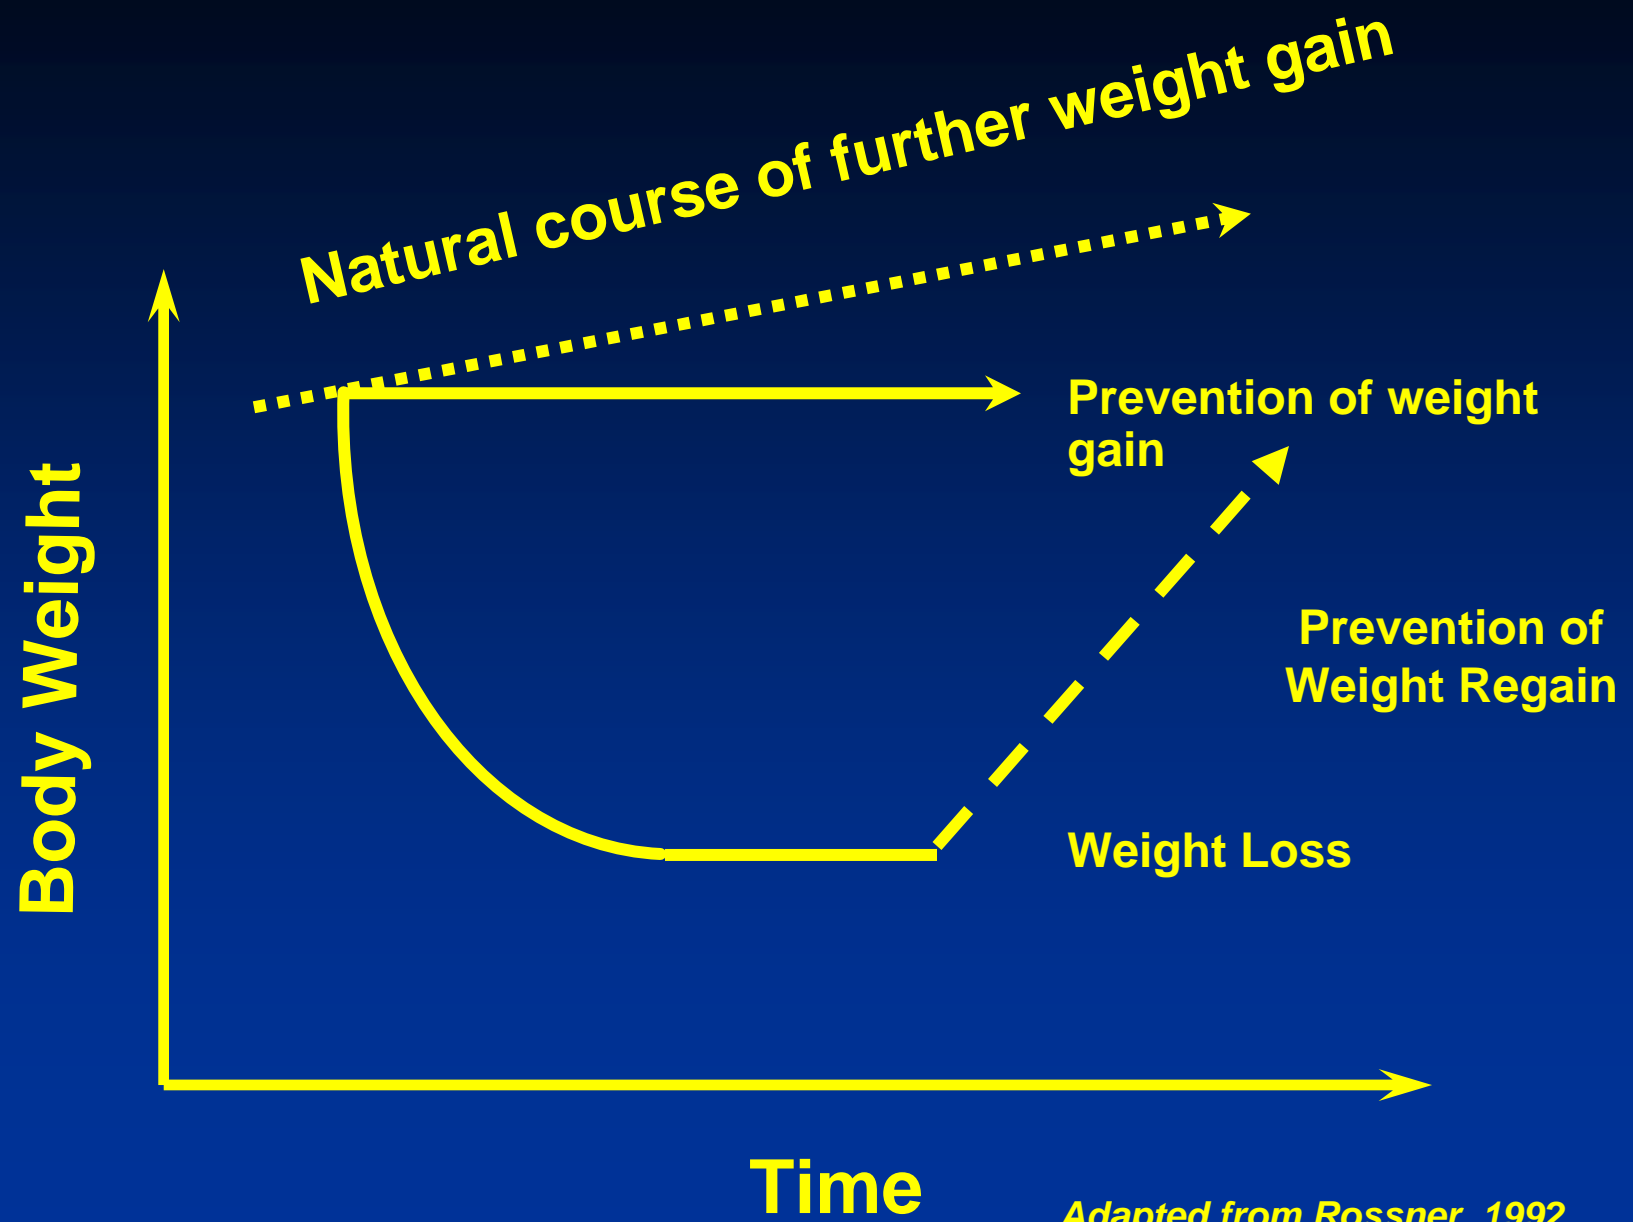 Natural course of further weight gain
Prevention of weight
gain
Body Weight
Prevention of
Weight Regain
Weight Loss
Time
Adapted from Rossner, 1992